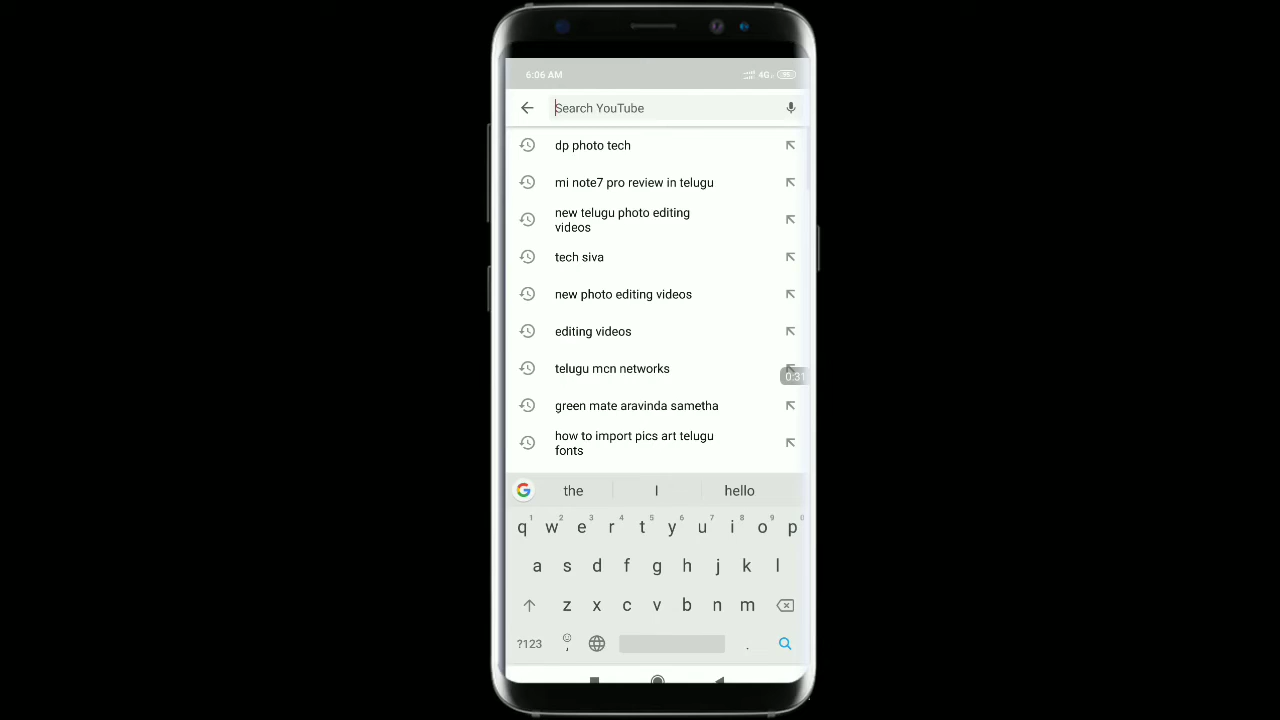 6:06 AM 4G
Search YouTube
dp photo tech
mi note7 pro review in telugu
new telugu photo editing
videos
tech siva
new photo editing videos
editing videos
telugu mcn networks
0:31
green mate aravinda sametha
how to import pics art telugu
fonts
G the I hello
1 2 3 4 5 6 7 8 9 0
q w e r t y u i o p
a s d f g h j k l
z x c v b n m
?123 , .